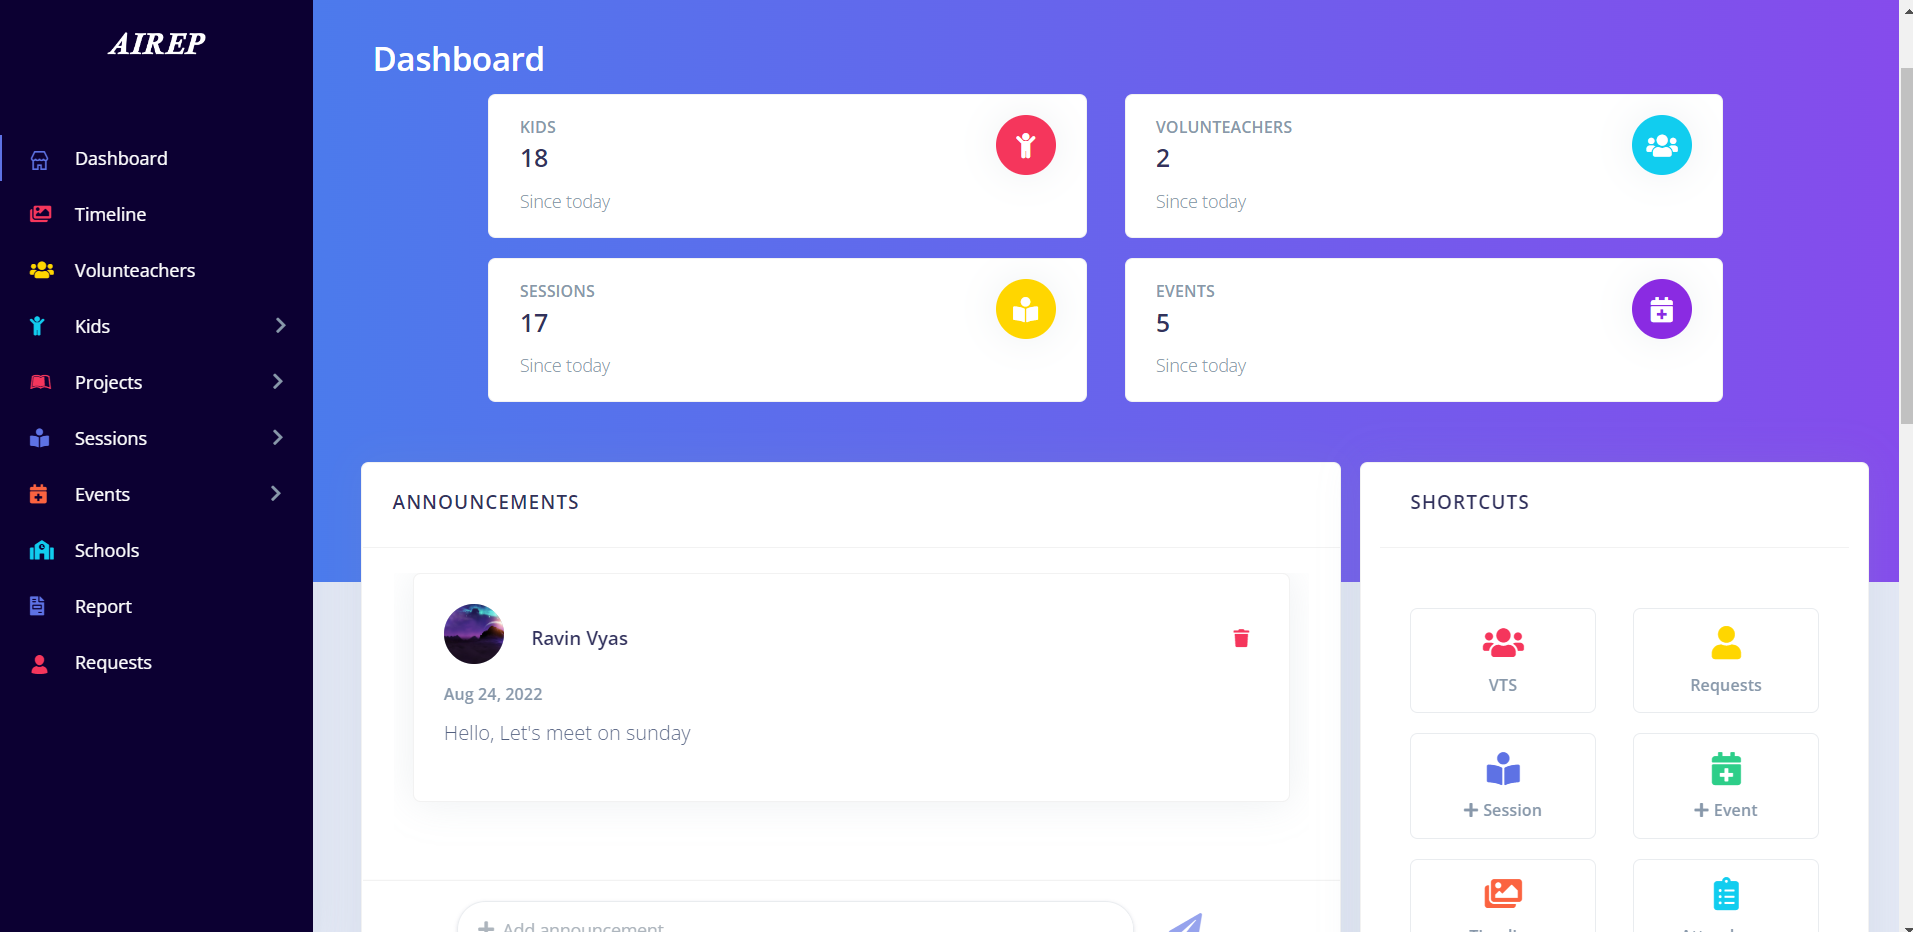 AIREP
Dashboard
Timeline
Volunteachers
Kids
Projects
Sessions
Events
Schools
Report
Requests
Dashboard
KIDS
18
Since today
VOLUNTEACHERS
2
Since today
SESSIONS
17
Since today
EVENTS
5
Since today
ANNOUNCEMENTS
Ravin Vyas
Aug 24, 2022
Hello, Let's meet on sunday
Add announcement
SHORTCUTS
VTS
Requests
+ Session
+ Event